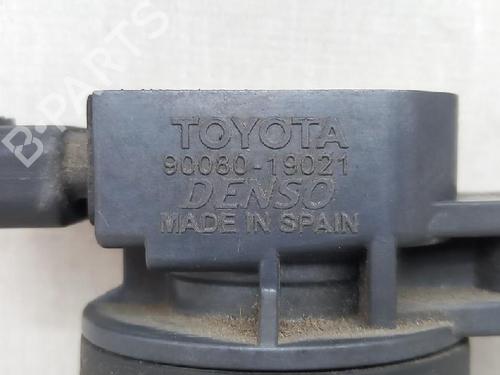 TOYOTA
90080-19021
DENSO
MADE IN SPAIN
B-PARTS